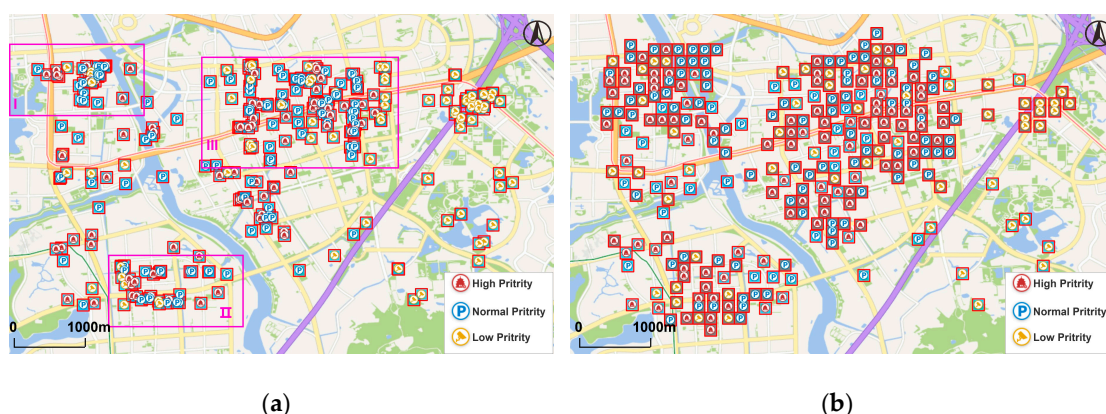 I
III
II
High Pritrity
Normal Pritrity
Low Pritrity
0 1000m
High Pritrity
Normal Pritrity
Low Pritrity
0 1000m
(a)
(b)